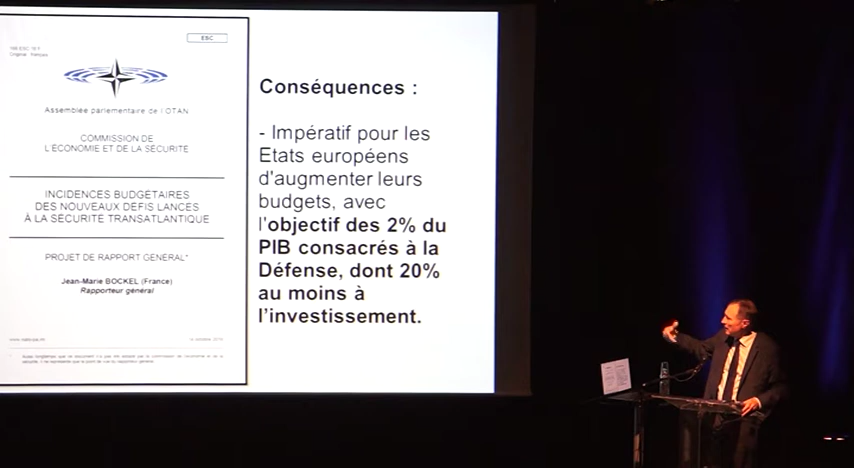 ESC
Original : français
Assemblée parlementaire de l'OTAN
COMMISSION DE
L'ÉCONOMIE ET DE LA SÉCURITÉ
INCIDENCES BUDGÉTAIRES
DES NOUVEAUX DÉFIS LANCÉS
À LA SÉCURITÉ TRANSATLANTIQUE
PROJET DE RAPPORT GÉNÉRAL*
Jean-Marie BOCKEL (France)
Rapporteur général
Conséquences :
- Impératif pour les
Etats européens
d'augmenter leurs
budgets, avec
l'objectif des 2% du
PIB consacrés à la
Défense, dont 20%
au moins à
l'investissement.